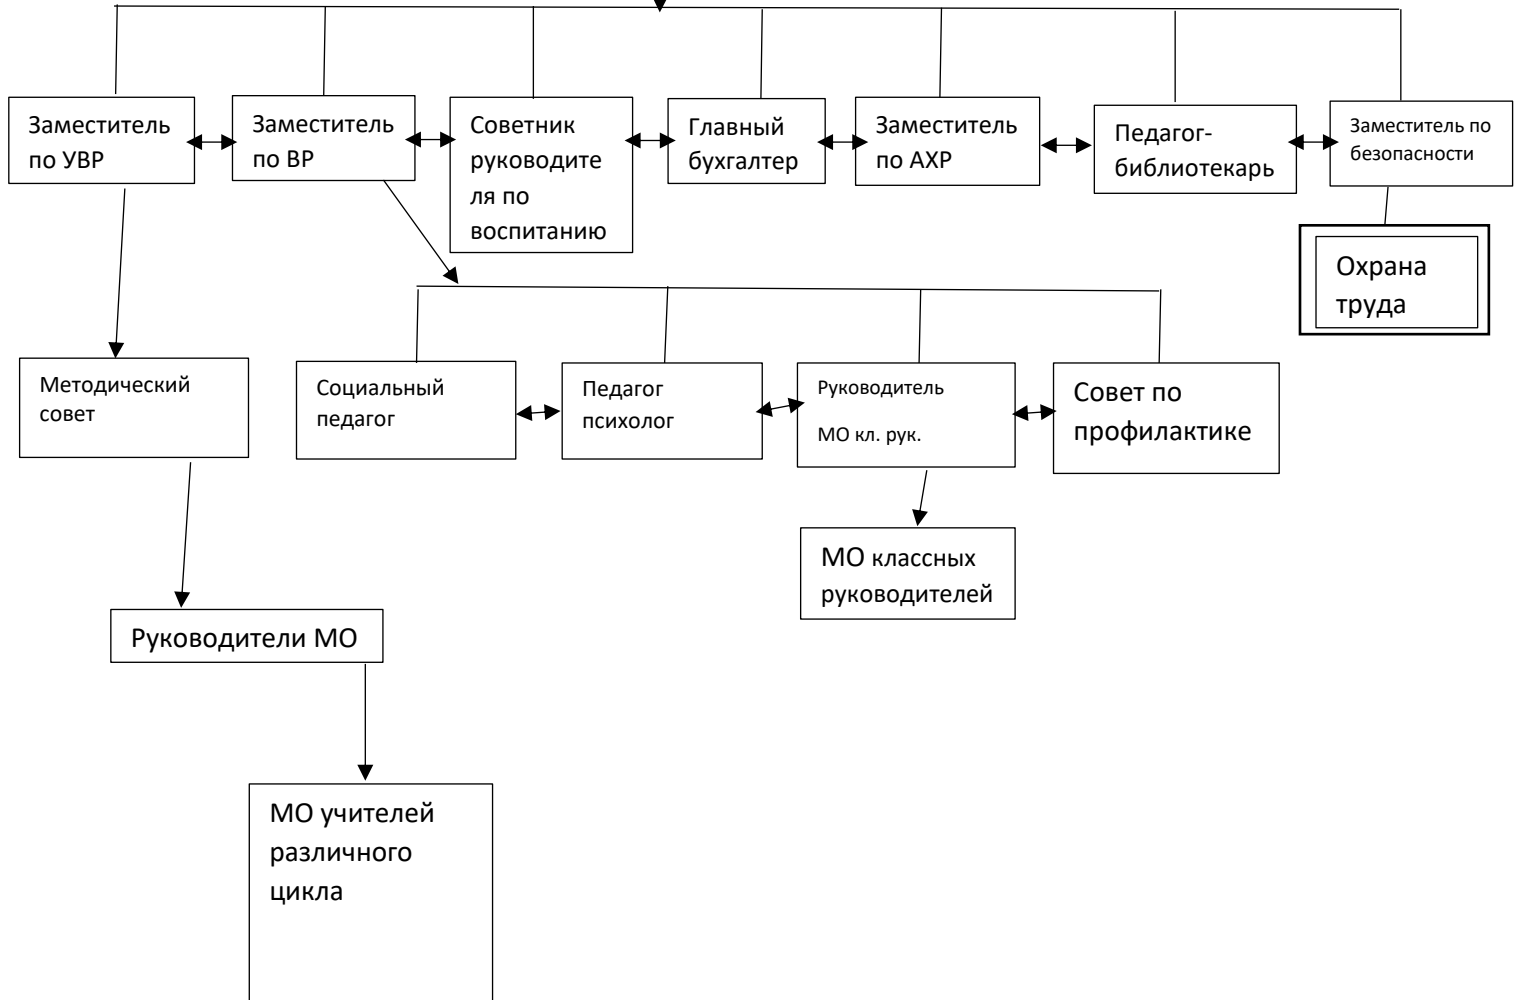 Заместитель
по УВР
Заместитель
по ВР
Советник
руководите
ля по
воспитанию
Главный
бухгалтер
Заместитель
по АХР
Педагог-
библиотекарь
Заместитель по
безопасности
Охрана
труда
Методический
совет
Социальный
педагог
Педагог
психолог
Руководитель
МО кл. рук.
Совет по
профилактике
МО классных
руководителей
Руководители МО
МО учителей
различного
цикла